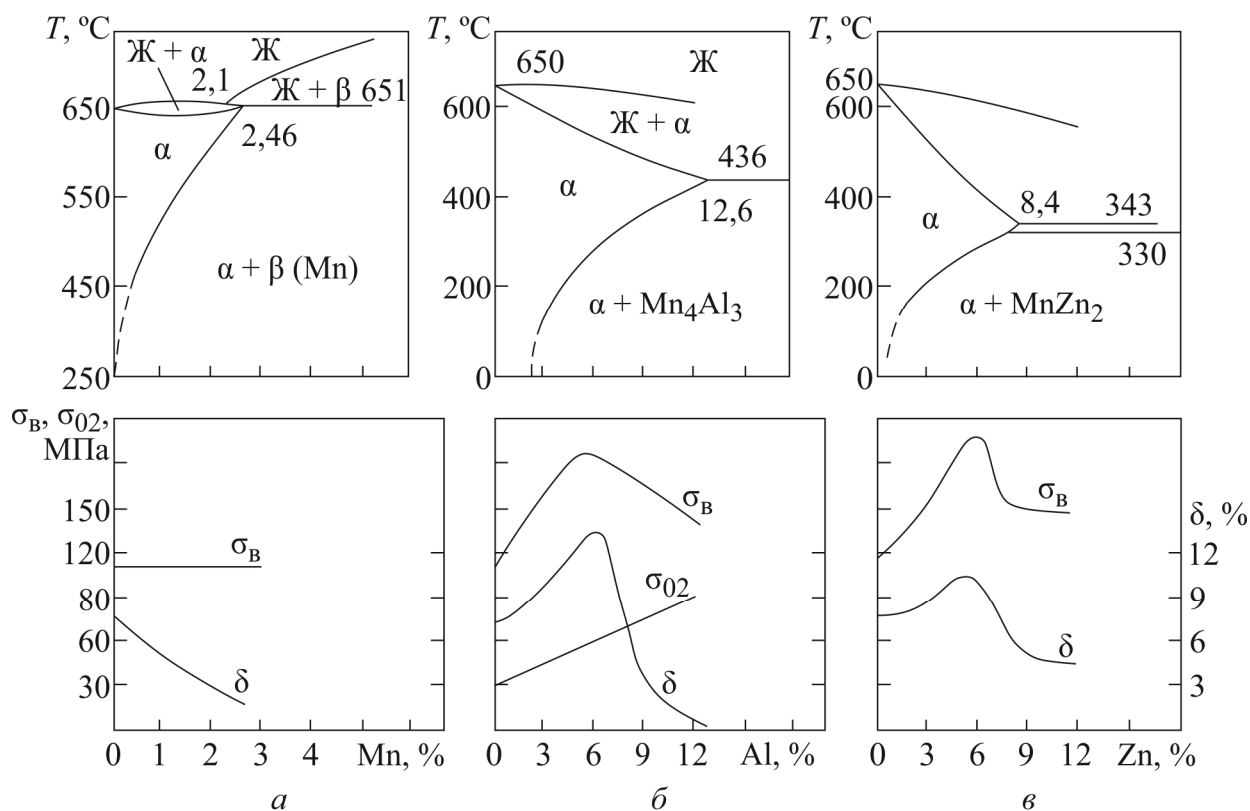 T, ºC
Ж + α
Ж
2,1
Ж + β 651
650
2,46
α
550
α + β (Mn)
450
250
T, ºC
650
Ж
600
Ж + α
436
400
α
12,6
200
α + Mn₄Al₃
0
T, ºC
650
600
400
8,4
343
α
330
200
α + MnZn₂
0
σв, σ02,
МПа
150
120
80
60
30
σв
δ
0 1 2 3 4 Mn, %
а
σв
σ02
δ
0 3 6 9 12 Al, %
б
σв
δ
δ, %
12
9
6
3
0 3 6 9 12 Zn, %
в